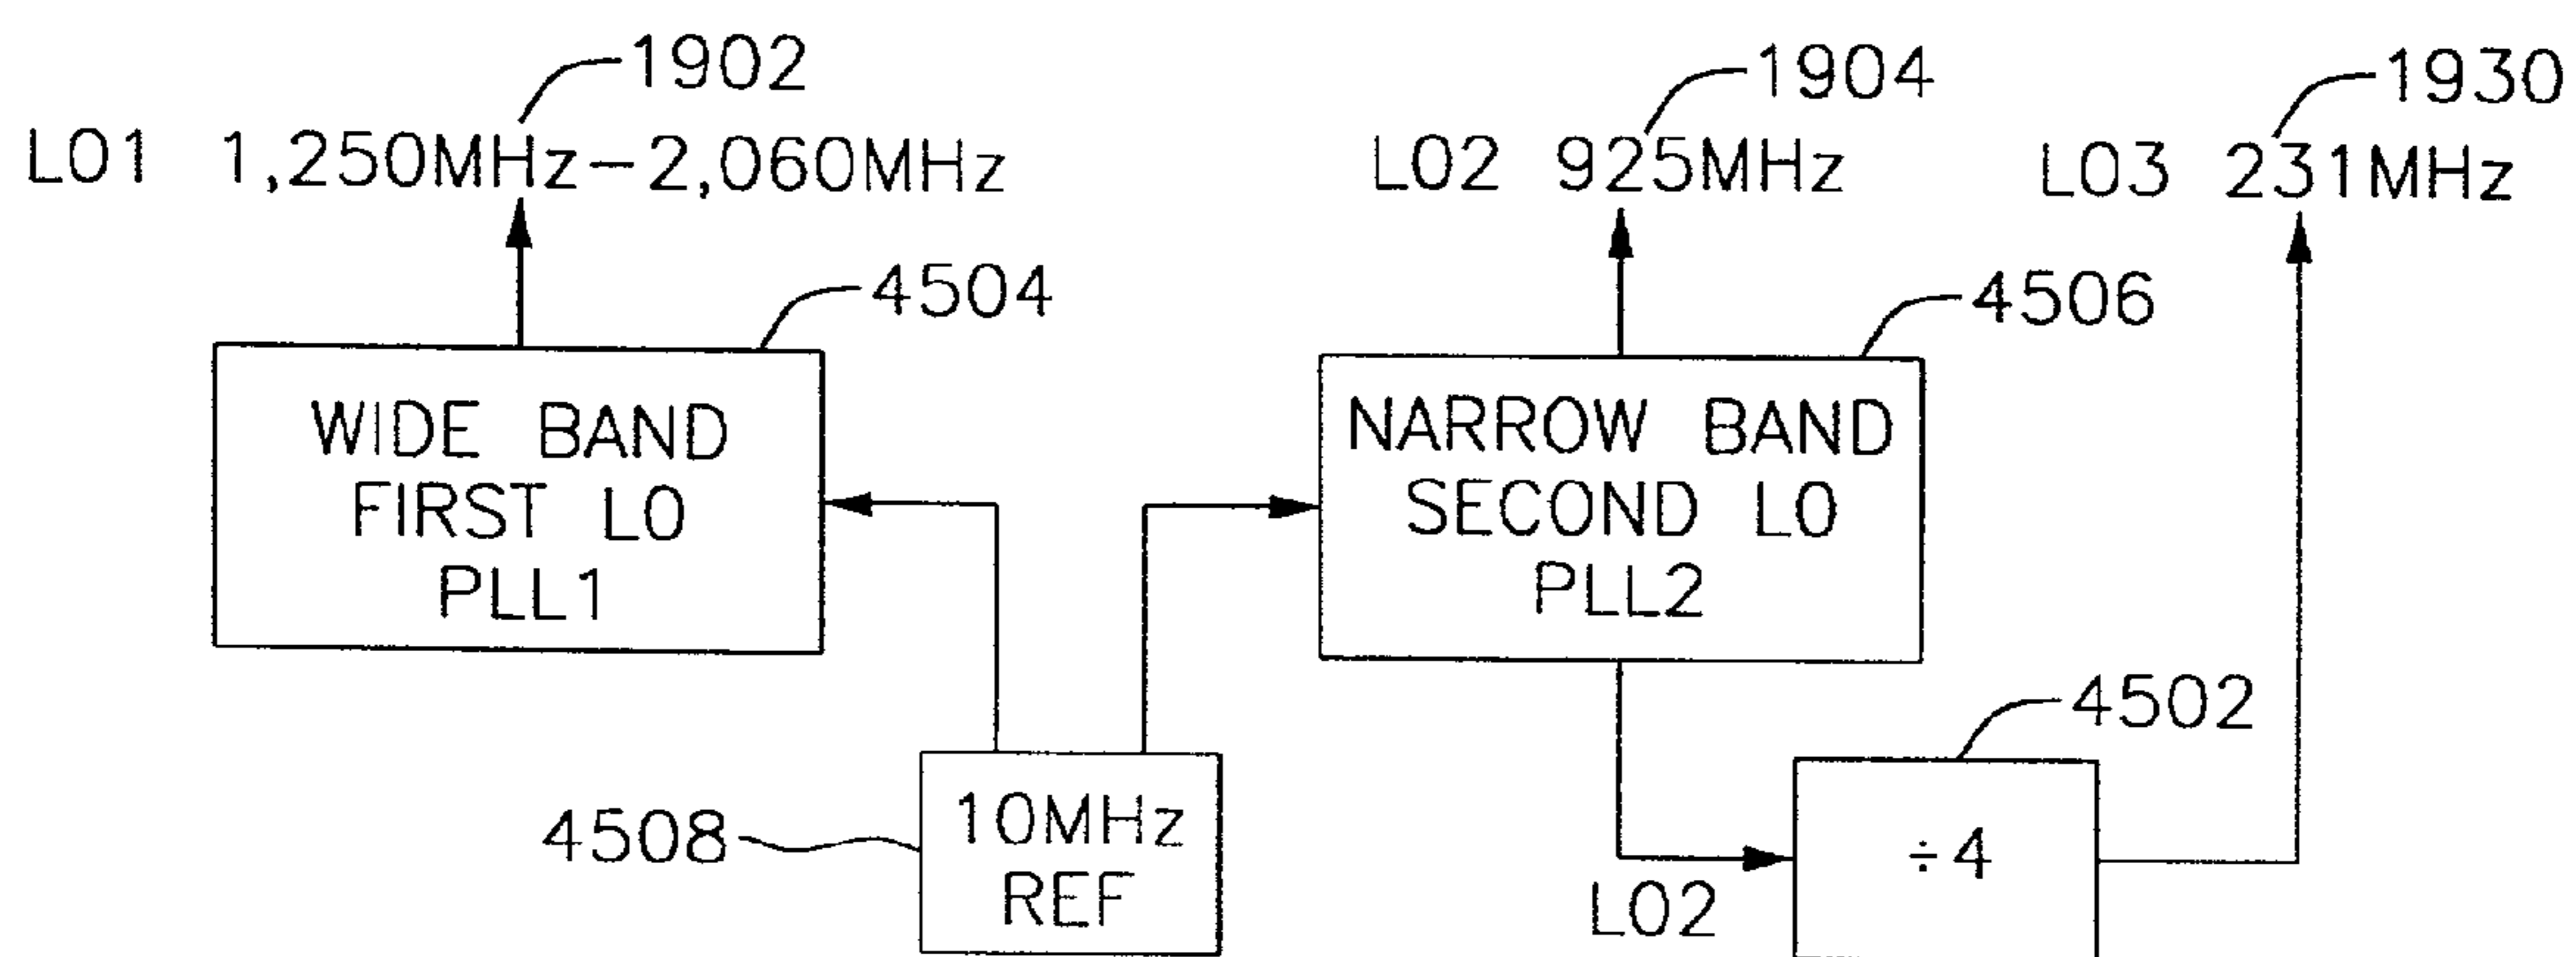 1902
1904
1930
LO1 1,250MHz-2,060MHz
LO2 925MHz
LO3 231MHz
4504
4506
WIDE BAND
FIRST LO
PLL1
NARROW BAND
SECOND LO
PLL2
4502
4508
10MHz
REF
÷4
LO2